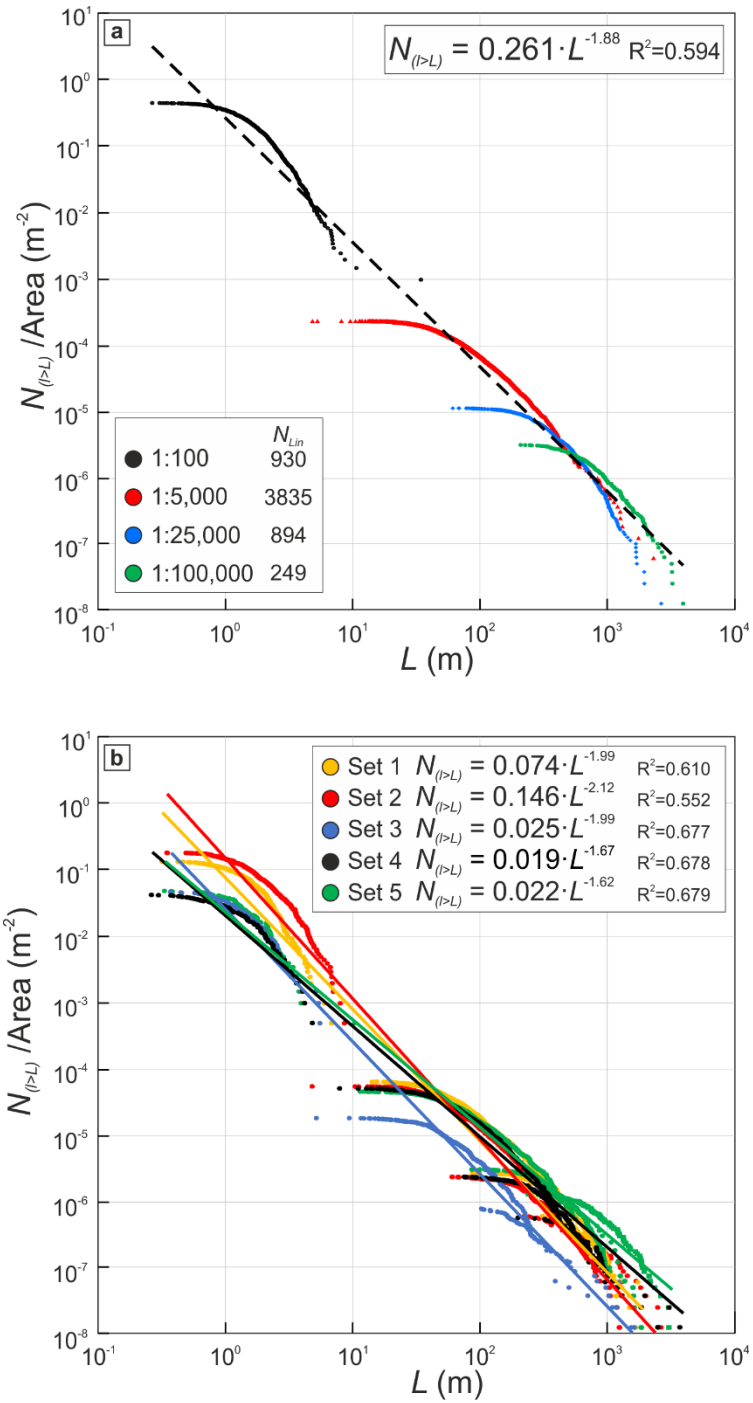 a
N(l>L) = 0.261·L^-1.88 R²=0.594
10^1
10^0
10^-1
10^-2
10^-3
10^-4
10^-5
10^-6
10^-7
10^-8
N(l>L) /Area (m^-2)
N_Lin
1:100 930
1:5,000 3835
1:25,000 894
1:100,000 249
10^-1 10^0 10^1 10^2 10^3 10^4
L (m)
b
Set 1 N(l>L) = 0.074·L^-1.99 R²=0.610
Set 2 N(l>L) = 0.146·L^-2.12 R²=0.552
Set 3 N(l>L) = 0.025·L^-1.99 R²=0.677
Set 4 N(l>L) = 0.019·L^-1.67 R²=0.678
Set 5 N(l>L) = 0.022·L^-1.62 R²=0.679
10^1
10^0
10^-1
10^-2
10^-3
10^-4
10^-5
10^-6
10^-7
10^-8
N(l>L) /Area (m^-2)
10^-1 10^0 10^1 10^2 10^3 10^4
L (m)